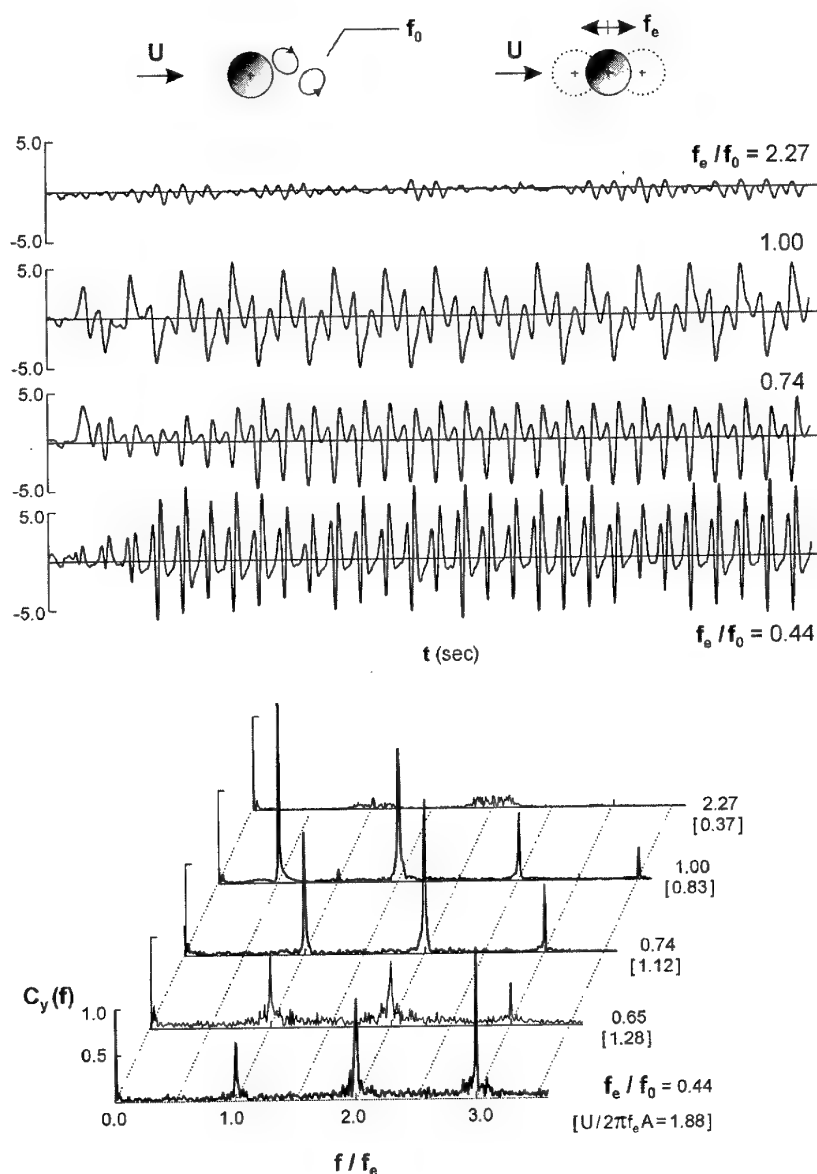 U
f₀
U
fₑ
5.0
-5.0
fₑ / f₀ = 2.27
5.0
-5.0
1.00
5.0
-5.0
0.74
5.0
-5.0
fₑ / f₀ = 0.44
t (sec)
2.27
[0.37]
1.00
[0.83]
0.74
[1.12]
0.65
[1.28]
Cy (f)
1.0
0.5
0.0
1.0
2.0
3.0
fₑ / f₀ = 0.44
[U/2πfₑA=1.88]
f / fₑ